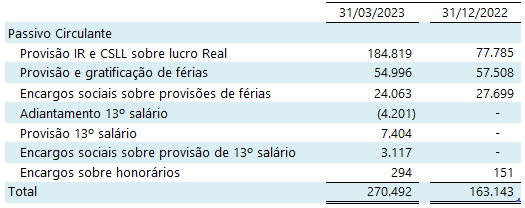 31/03/2023 31/12/2022
Passivo Circulante
Provisão IR e CSLL sobre lucro Real 184.819 77.785
Provisão e gratificação de férias 54.996 57.508
Encargos sociais sobre provisões de férias 24.063 27.699
Adiantamento 13º salário (4.201) -
Provisão 13º salário 7.404 -
Encargos sociais sobre provisão de 13º salário 3.117 -
Encargos sobre honorários 294 151
Total 270.492 163.143